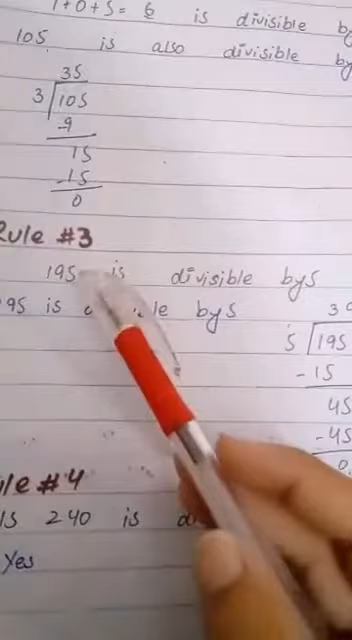 1+0+5= 6 is divisible by
105 is also divisible by
35
3 105
-9
15
-15
0
Rule #3
195 is divisible by 5
195 is by 5
39
5 195
-15
45
-45
0
Rule #4
Is 240 is
Yes